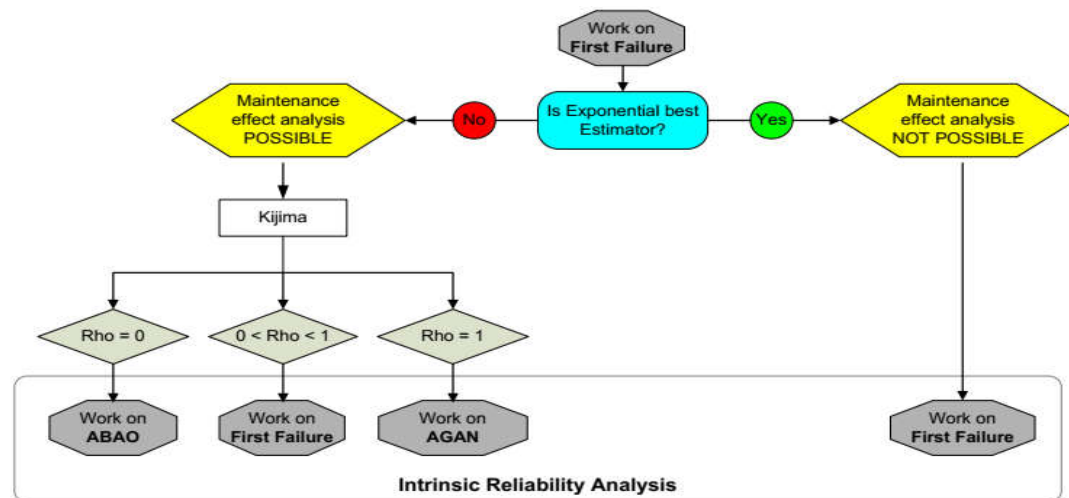 Work on
First Failure
Maintenance
effect analysis
POSSIBLE
No
Is Exponential best
Estimator?
Yes
Maintenance
effect analysis
NOT POSSIBLE
Kijima
Rho = 0
0 < Rho < 1
Rho = 1
Work on
ABAO
Work on
First Failure
Work on
AGAN
Work on
First Failure
Intrinsic Reliability Analysis